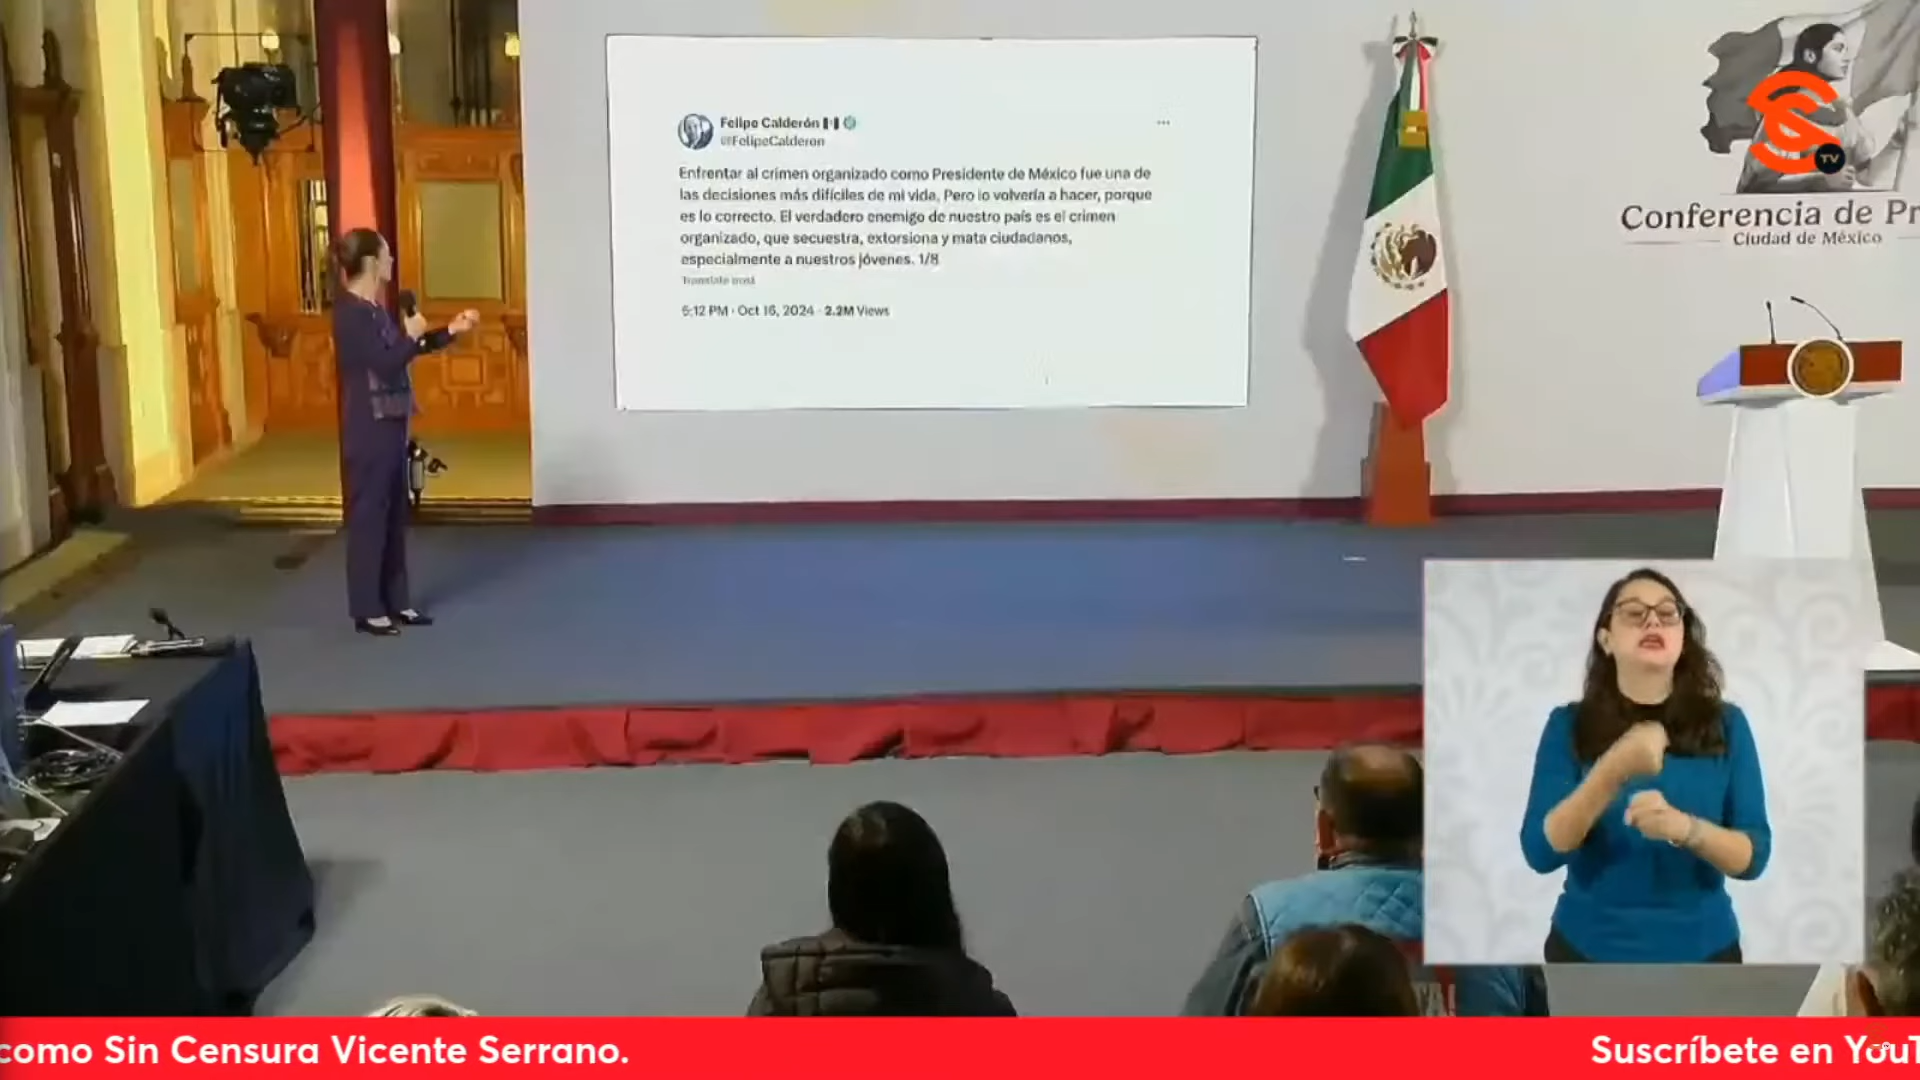 Felipe Calderón
@FelipeCalderon
Enfrentar al crimen organizado como Presidente de México fue una de
las decisiones más difíciles de mi vida. Pero lo volvería a hacer, porque
es lo correcto. El verdadero enemigo de nuestro país es el crimen
organizado, que secuestra, extorsiona y mata ciudadanos,
especialmente a nuestros jóvenes. 1/8
Translate post
6:12 PM · Oct 16, 2024 · 2.2M Views
TV
Conferencia de Pr
Ciudad de México
como Sin Censura Vicente Serrano.
Suscríbete en YouT